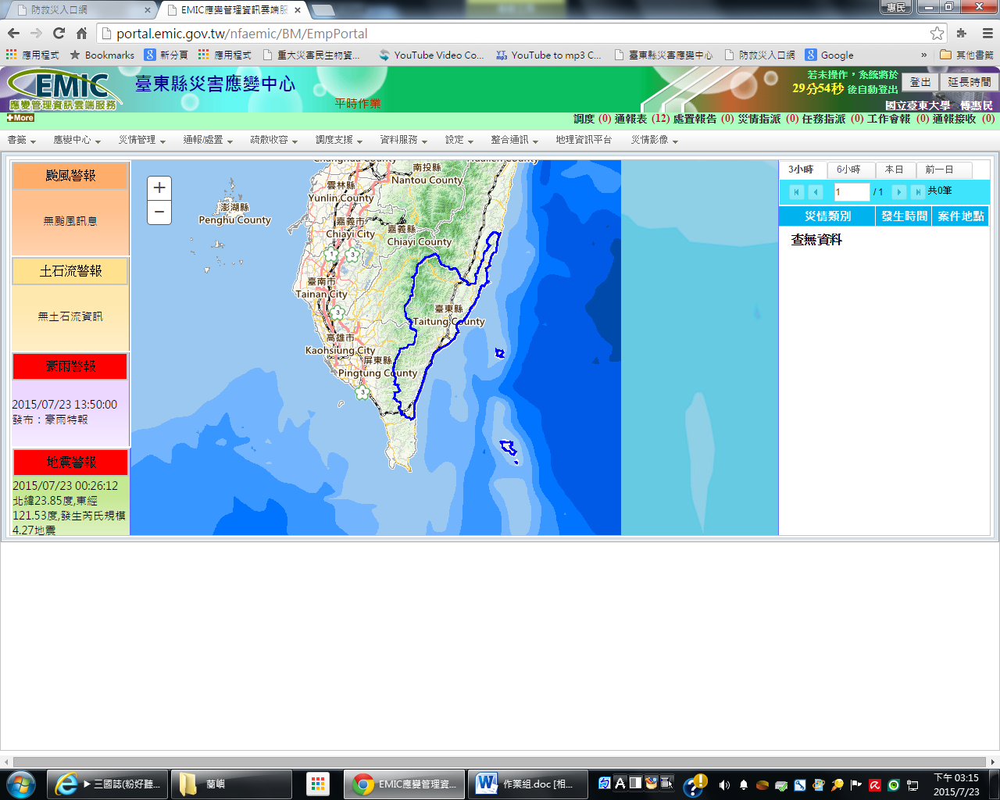 防救災入口網
EMIC應變管理資訊雲端服
惠民
portal.emic.gov.tw/nfaemic/BM/EmpPortal
應用程式 Bookmarks 新分頁 應用程式 重大災害民生物資... YouTube Video Co... YouTube to mp3 C... 臺東縣災害應變中心 防救災入口網 Google » 其他書籤
EMIC
應變管理資訊雲端服務
臺東縣災害應變中心
平時作業
若未操作，系統將於
29分54秒 後自動登出
登出 延長時間
國立臺東大學 傅惠民
More
調度 (0) 通報表 (12) 處置報告 (0) 災情指派 (0) 任務指派 (0) 工作會報 (0) 通報接收 (0)
書籤 應變中心 災情管理 通報/處置 疏散收容 調度支援 資料服務 設定 整合通訊 地理資訊平台 災情影像
颱風警報
無颱風訊息
土石流警報
無土石流資訊
豪雨警報
2015/07/23 13:50:00
發布：豪雨特報
地震警報
2015/07/23 00:26:12
北緯23.85度,東經
121.53度,發生芮氏規模
4.27地震
+
−
Changhua County
Hualien County
南投縣
Nantou County
雲林縣
Yunlin County
澎湖縣
Penghu County
嘉義市
Chiayi City
嘉義縣
Chiayi County
1
3
臺南市
Tainan City
3
臺東縣
Taitung County
高雄市
Kaohsiung City
屏東縣
Pingtung County
3
3小時 6小時 本日 前一日
1 / 1 共0筆
災情類別 發生時間 案件地點
查無資料
三國誌(紛好聽...
蘭嶼
EMIC應變管理資...
作業組.doc [相...
A
下午 03:15
2015/7/23